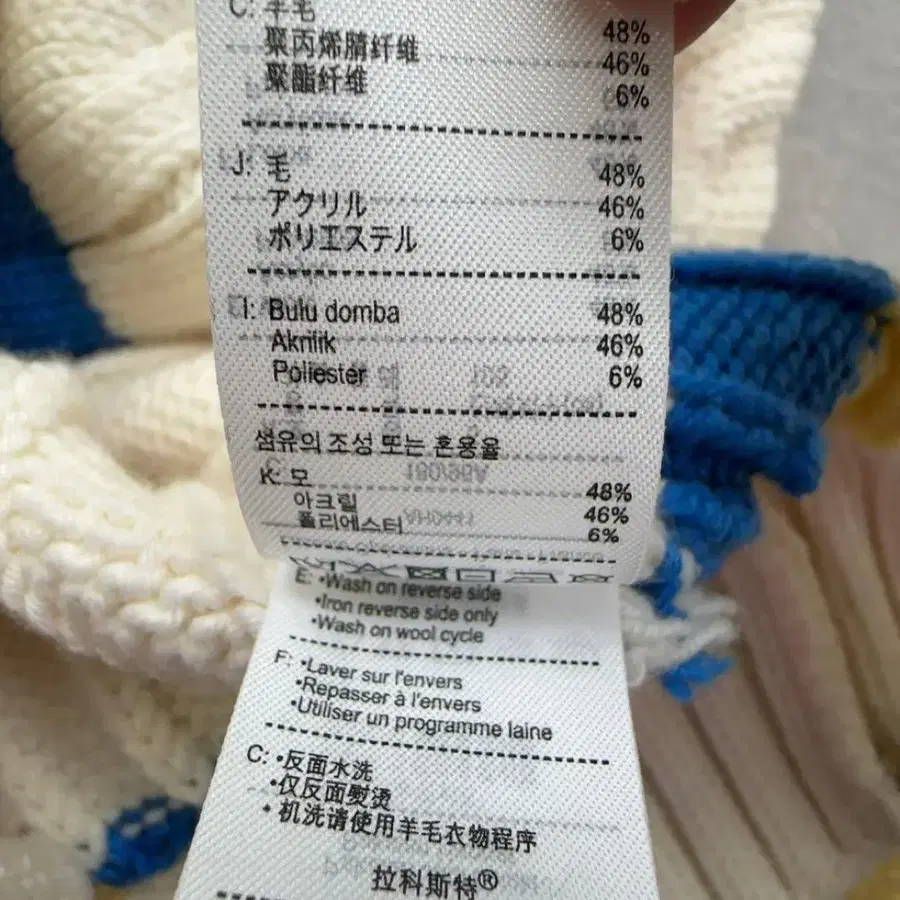 C: 羊毛 48%
聚丙烯腈纤维 46%
聚酯纤维 6%
J: 毛 48%
アクリル 46%
ポリエステル 6%
I: Bulu domba 48%
Akrilik 46%
Poliester 6%
섬유의 조성 또는 혼용율
K: 모 48%
아크릴 46%
폴리에스터 6%
E: •Wash on reverse side
•Iron reverse side only
•Wash on wool cycle
F: •Laver sur l'envers
•Repasser à l'envers
•Utiliser un programme laine
C: •反面水洗
•仅反面熨烫
•机洗请使用羊毛衣物程序
拉科斯特®